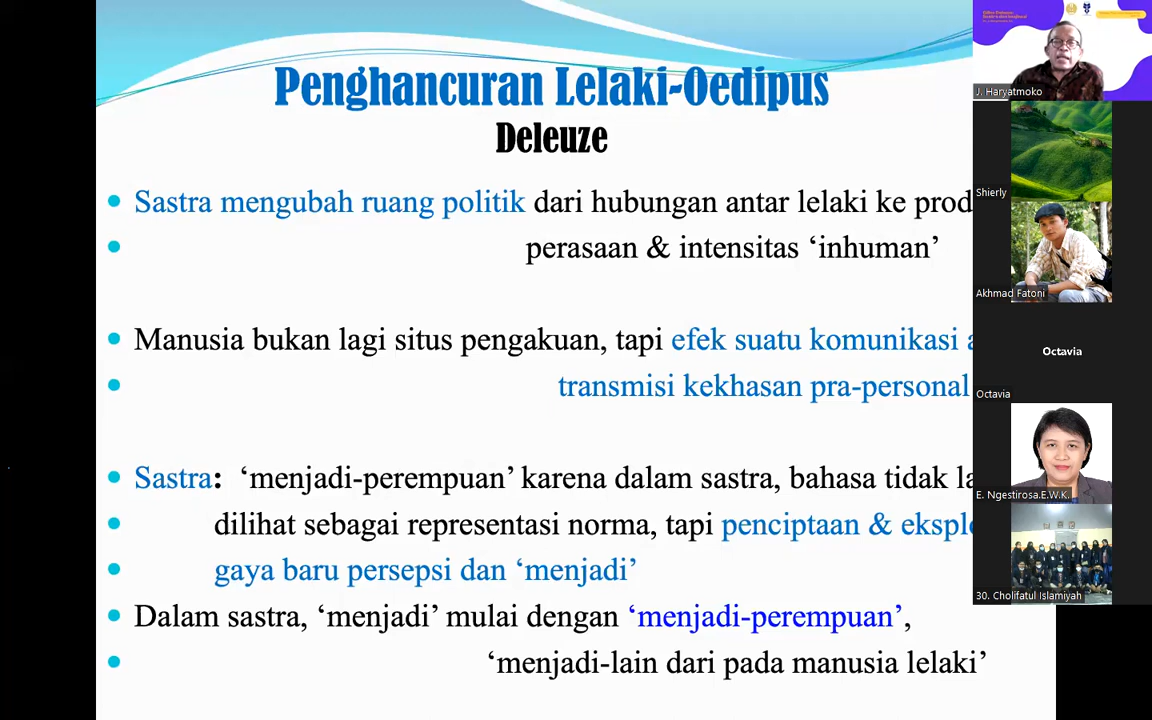 Penghancuran Lelaki-Oedipus
Deleuze
Sastra mengubah ruang politik dari hubungan antar lelaki ke
perasaan & intensitas ‘inhuman’
Manusia bukan lagi situs pengakuan, tapi efek suatu komunikasi
transmisi kekhasan pra-personal
Sastra: ‘menjadi-perempuan’ karena dalam sastra, bahasa tidak
dilihat sebagai representasi norma, tapi penciptaan &
gaya baru persepsi dan ‘menjadi’
Dalam sastra, ‘menjadi’ mulai dengan ‘menjadi-perempuan’,
‘menjadi-lain dari pada manusia lelaki’
J. Haryatmoko
Shierly
Akhmad Fatoni
Octavia
Octavia
E. Ngestirosa.E.W.K.
30. Cholifatul Islamiyah